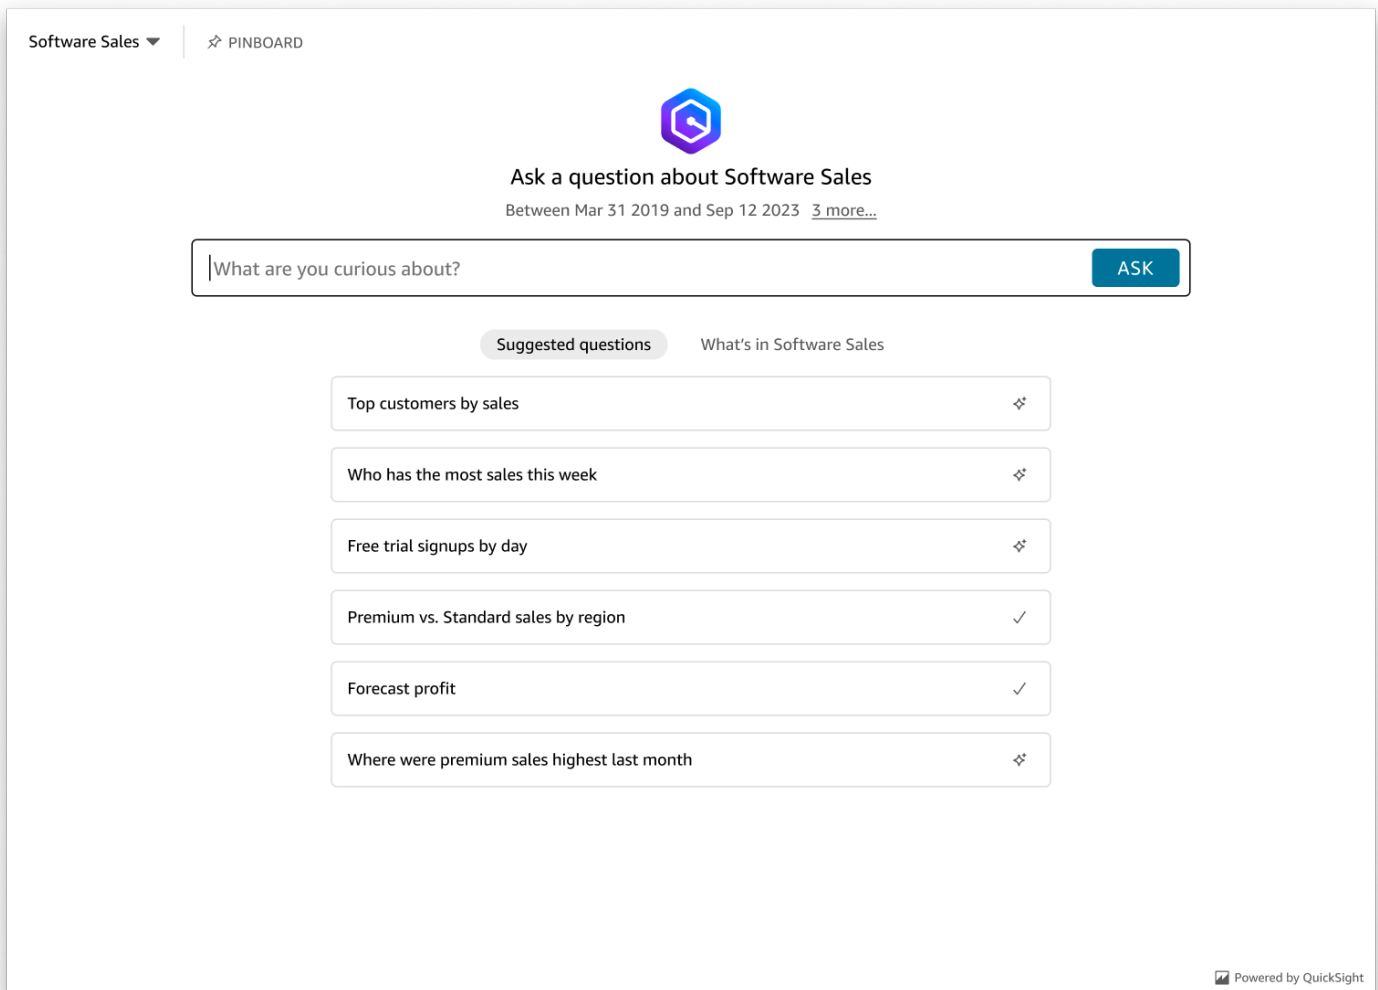 Software Sales
PINBOARD
Ask a question about Software Sales
Between Mar 31 2019 and Sep 12 2023 3 more...
What are you curious about?
ASK
Suggested questions
What's in Software Sales
Top customers by sales
Who has the most sales this week
Free trial signups by day
Premium vs. Standard sales by region
Forecast profit
Where were premium sales highest last month
Powered by QuickSight